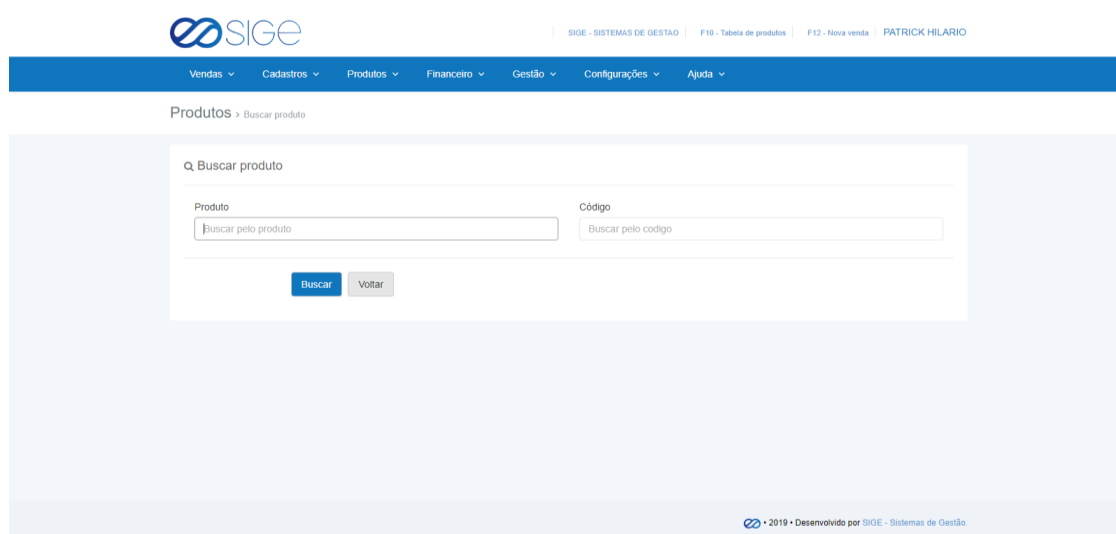 SIGE
SIGE - SISTEMAS DE GESTAO F10 - Tabela de produtos F12 - Nova venda PATRICK HILARIO
Vendas Cadastros Produtos Financeiro Gestão Configurações Ajuda
Produtos › Buscar produto
Buscar produto
Produto Código
Buscar pelo produto Buscar pelo codigo
Buscar Voltar
• 2019 • Desenvolvido por SIGE - Sistemas de Gestão.